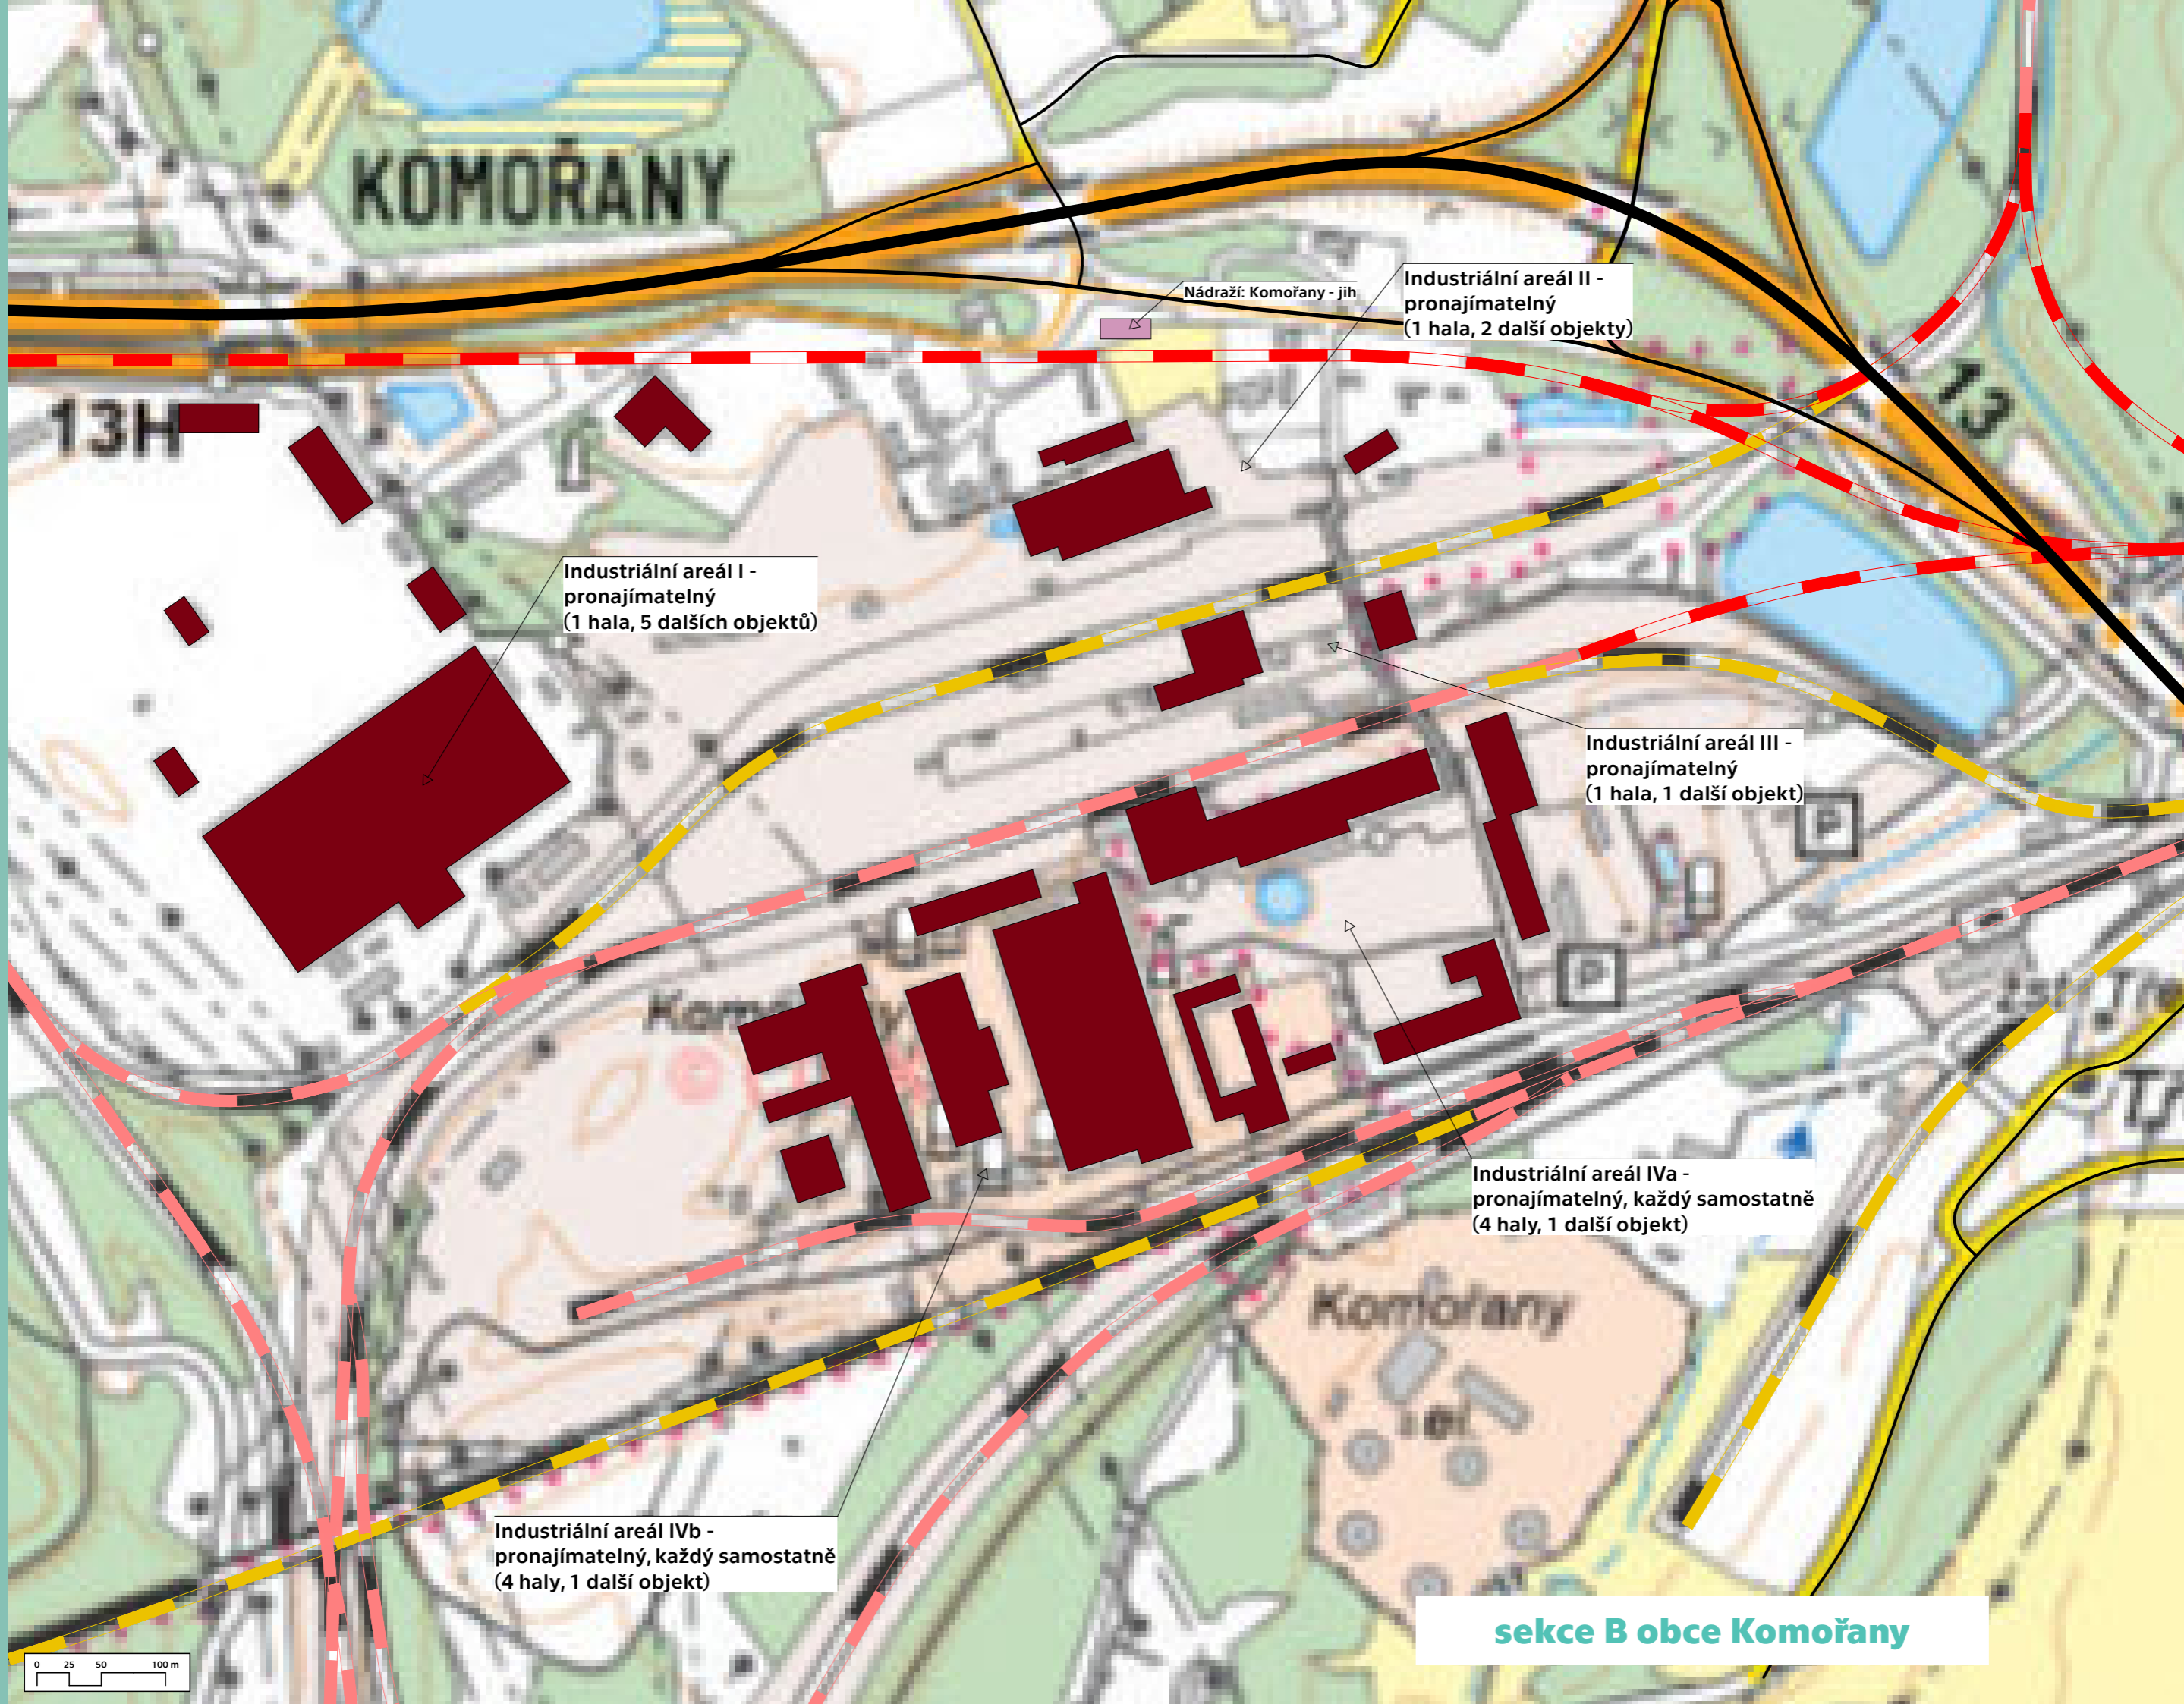 KOMOŘANY
Nádraží: Komořany - jih
Industriální areál II -
pronajímatelný
(1 hala, 2 další objekty)
13H
13
Industriální areál I -
pronajímatelný
(1 hala, 5 dalších objektů)
Industriální areál III -
pronajímatelný
(1 hala, 1 další objekt)
P
P
Industriální areál IVa -
pronajímatelný, každý samostatně
(4 haly, 1 další objekt)
Komořany
Industriální areál IVb -
pronajímatelný, každý samostatně
(4 haly, 1 další objekt)
sekce B obce Komořany
0 25 50 100 m